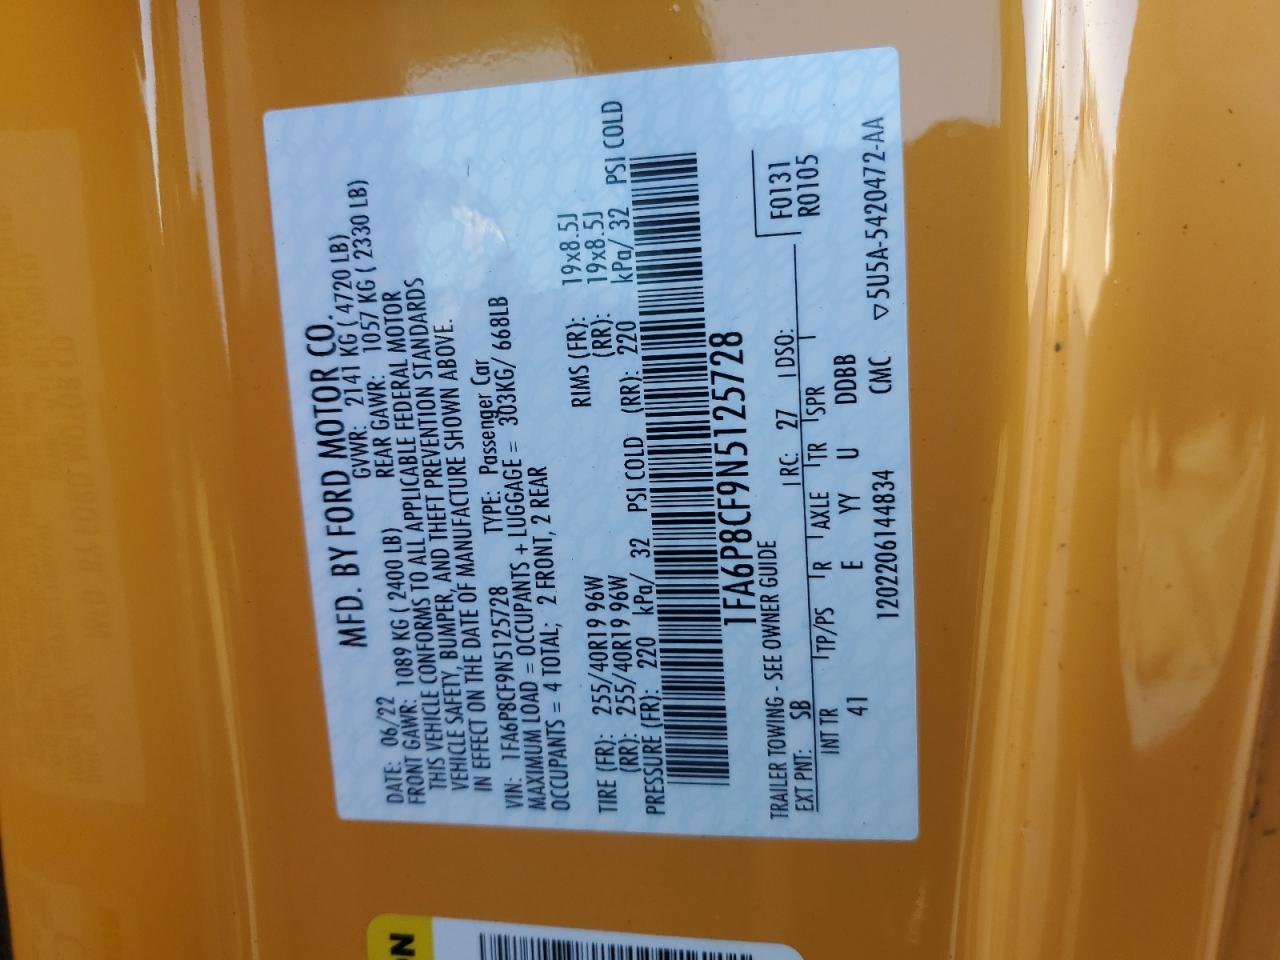 MFD. BY FORD MOTOR CO.
DATE: 06/22 GVWR: 2141 KG ( 4720 LB)
FRONT GAWR: 1089 KG ( 2400 LB) REAR GAWR: 1057 KG ( 2330 LB)
THIS VEHICLE CONFORMS TO ALL APPLICABLE FEDERAL MOTOR
VEHICLE SAFETY, BUMPER, AND THEFT PREVENTION STANDARDS
IN EFFECT ON THE DATE OF MANUFACTURE SHOWN ABOVE.
VIN: 1FA6P8CF9N5125728 TYPE: Passenger Car
MAXIMUM LOAD = OCCUPANTS + LUGGAGE = 303KG/ 668LB
OCCUPANTS = 4 TOTAL; 2 FRONT, 2 REAR
TIRE (FR): 255/40R19 96W RIMS (FR): 19x8.5J
(RR): 255/40R19 96W (RR): 19x8.5J
PRESSURE (FR): 220 kPa/ 32 PSI COLD (RR): 220 kPa/ 32 PSI COLD
1FA6P8CF9N5125728
TRAILER TOWING - SEE OWNER GUIDE
F0131
R0105
EXT PNT: SB RC: 27 DSO:
INT TR TP/PS R AXLE TR SPR
41 E YY U DDBB
12022061448​34 CMC ▽5U5A-5420472-AA
ON